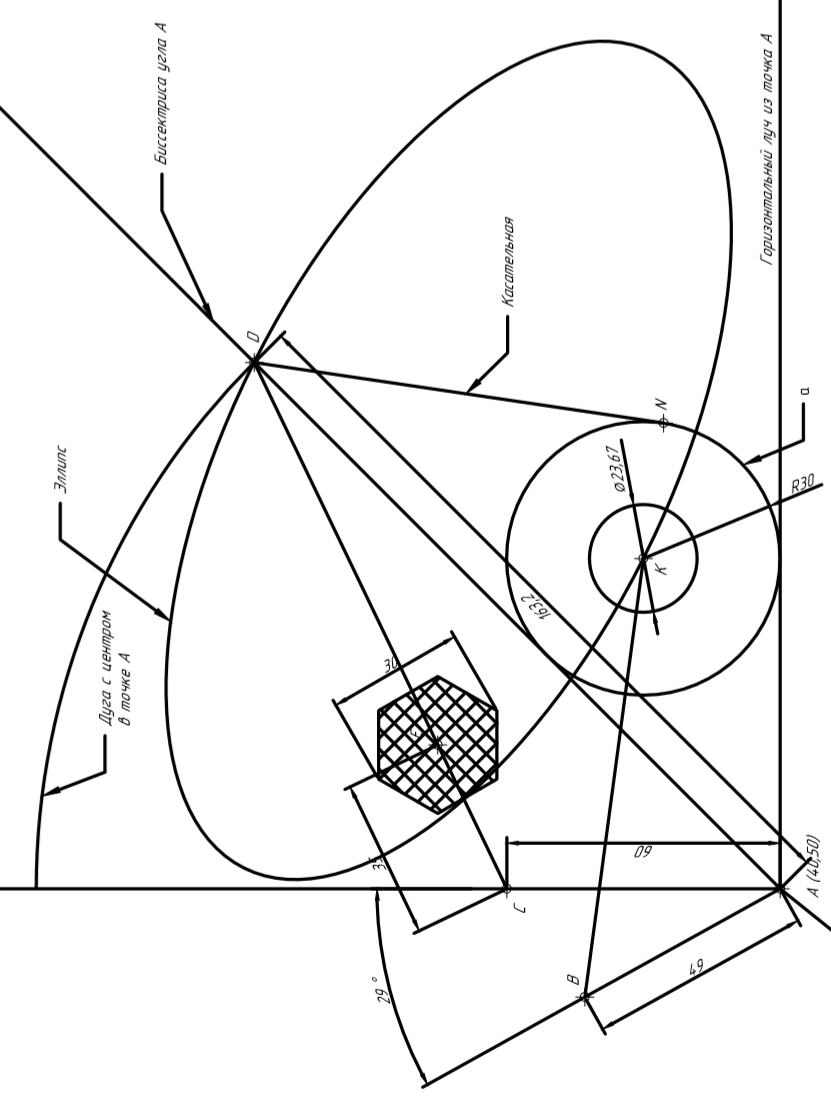 Биссектриса угла А
Горизонтальный луч из точка А
Эллипс
D
Касательная
Дуга с центром
в точке А
N
a
⌀23,67
R30
K
163,2
30
F
35
60
C
А (40;50)
29°
B
49